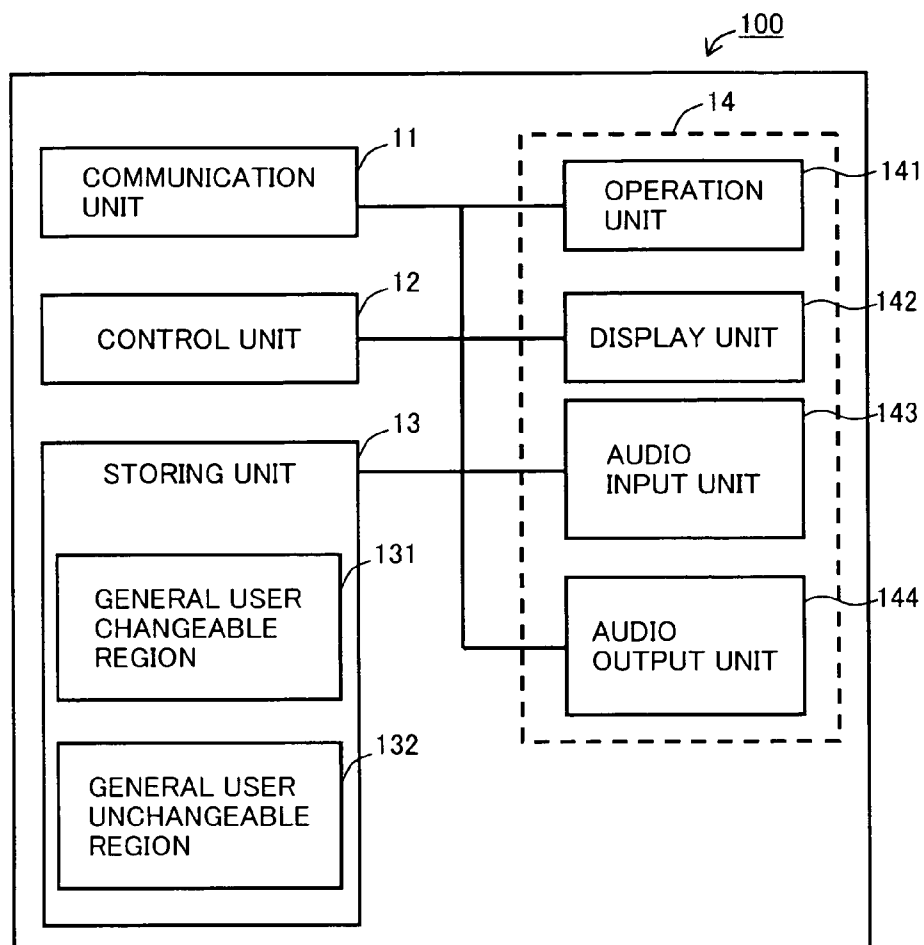 100
11
COMMUNICATION
UNIT
12
CONTROL UNIT
13
STORING UNIT
131
GENERAL USER
CHANGEABLE
REGION
132
GENERAL USER
UNCHANGEABLE
REGION
14
141
OPERATION
UNIT
142
DISPLAY UNIT
143
AUDIO
INPUT UNIT
144
AUDIO
OUTPUT UNIT